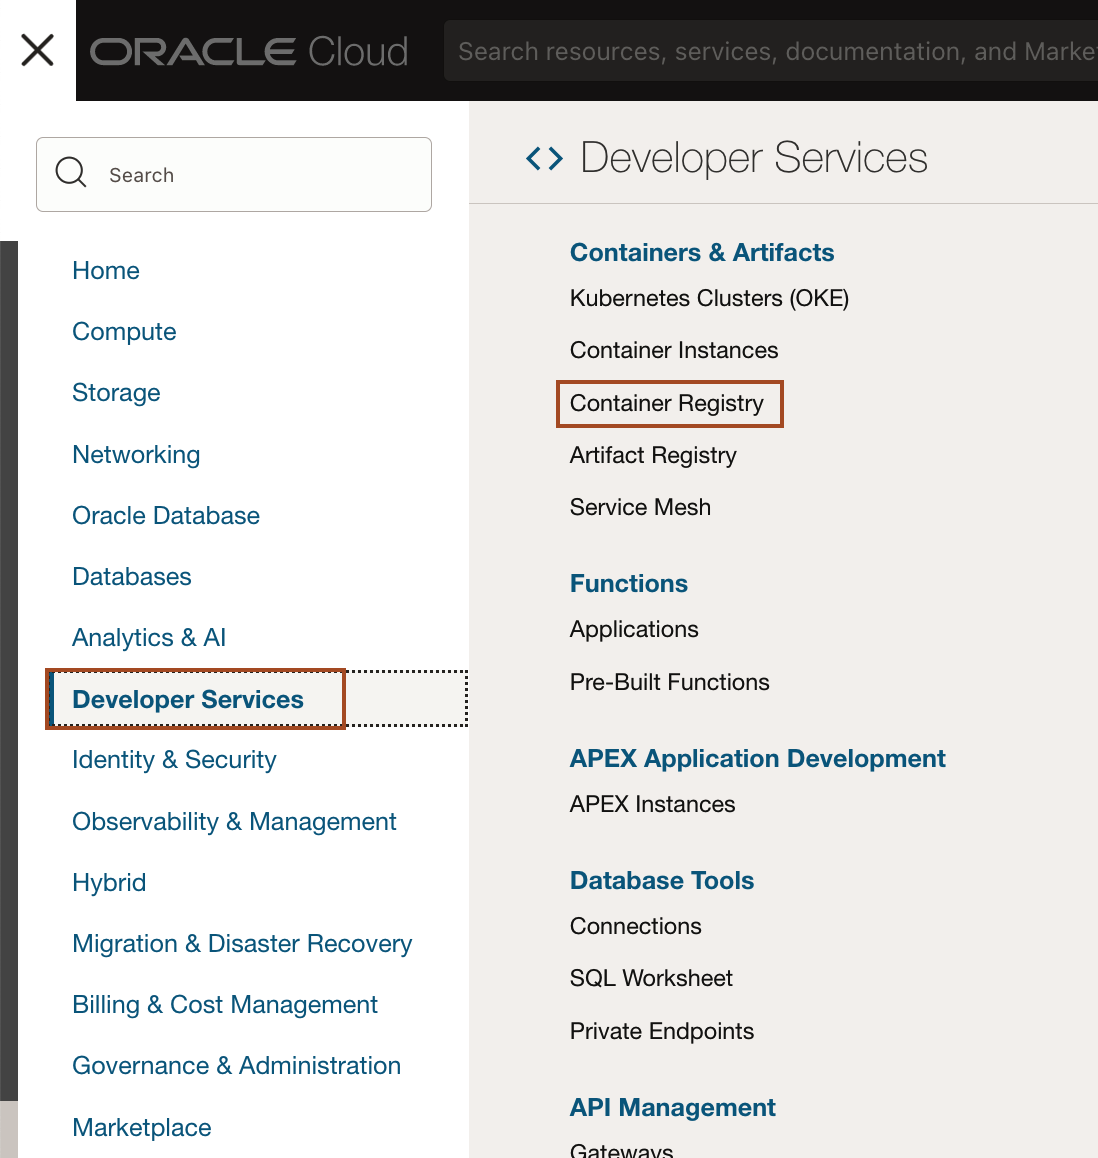 ORACLE Cloud
Search resources, services, documentation, and Marke
Search
Home
Compute
Storage
Networking
Oracle Database
Databases
Analytics & AI
Developer Services
Identity & Security
Observability & Management
Hybrid
Migration & Disaster Recovery
Billing & Cost Management
Governance & Administration
Marketplace
Developer Services
Containers & Artifacts
Kubernetes Clusters (OKE)
Container Instances
Container Registry
Artifact Registry
Service Mesh
Functions
Applications
Pre-Built Functions
APEX Application Development
APEX Instances
Database Tools
Connections
SQL Worksheet
Private Endpoints
API Management
Gateways